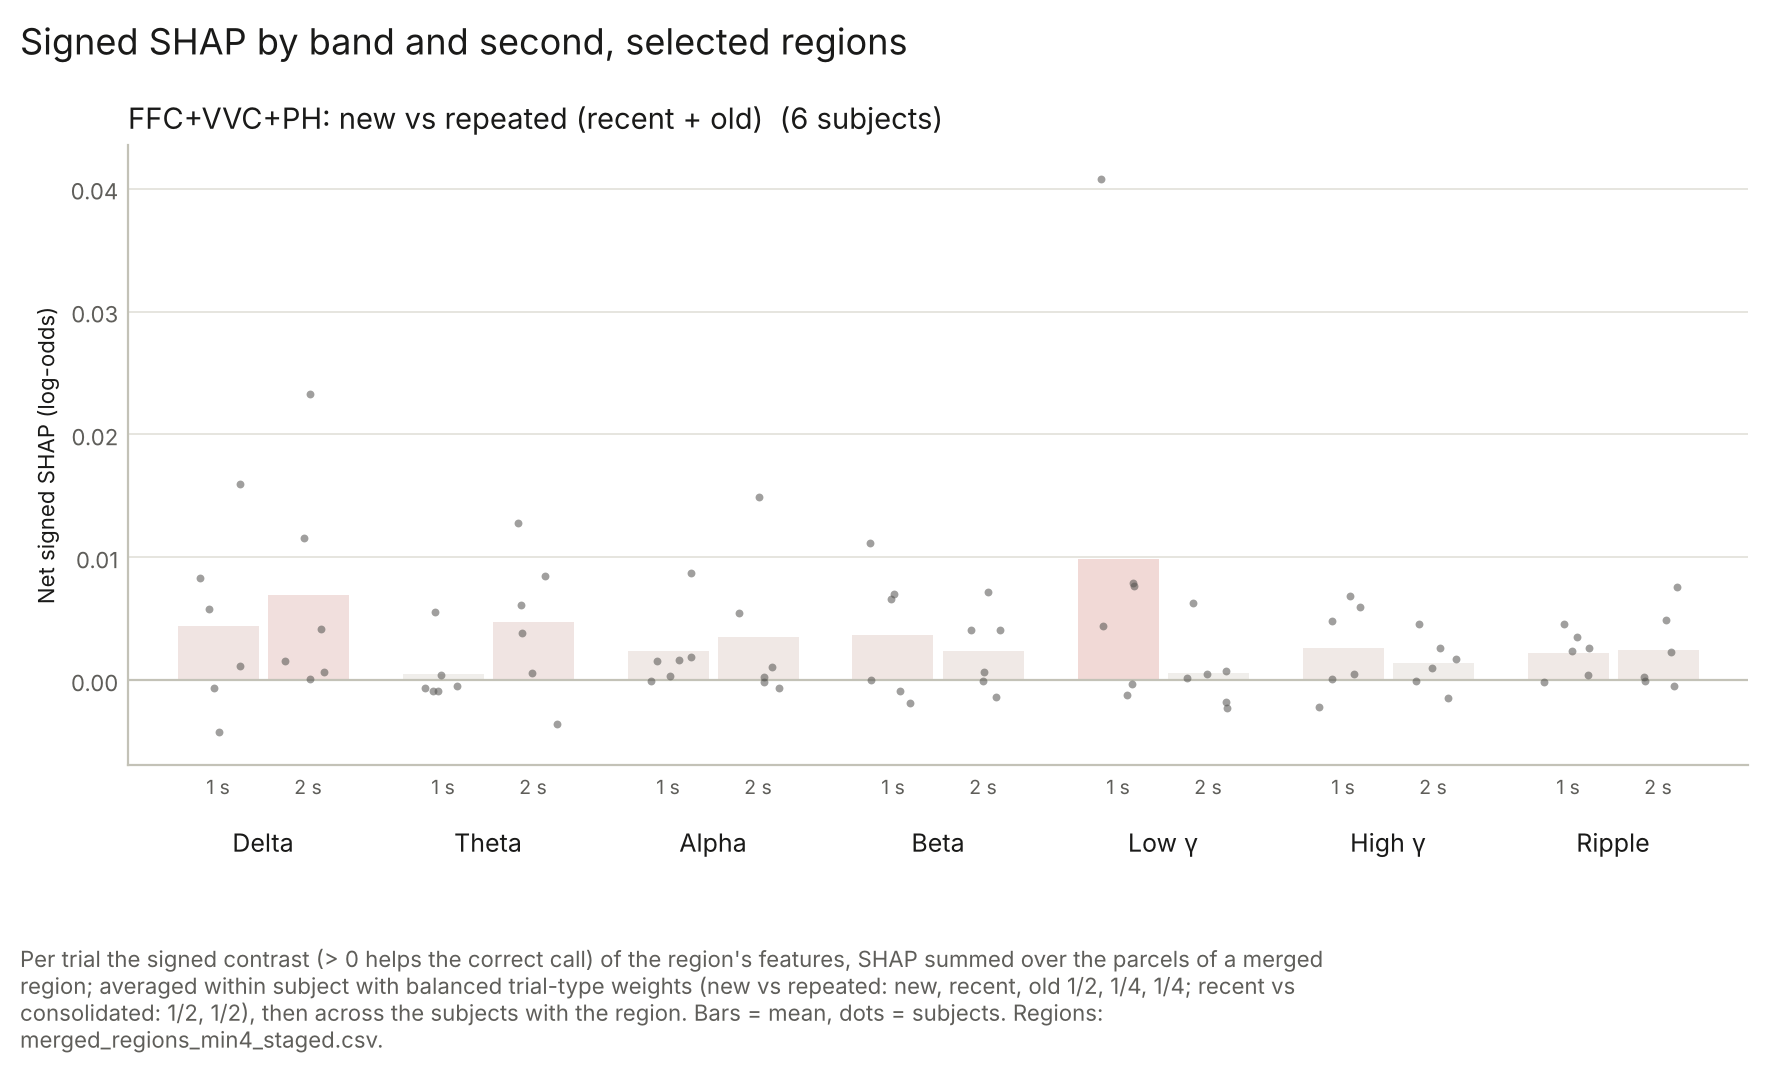 Signed SHAP by band and second, selected regions
FFC+VVC+PH: new vs repeated (recent + old)  (6 subjects)
Net signed SHAP (log-odds)
0.04
0.03
0.02
0.01
0.00
1 s 2 s 1 s 2 s 1 s 2 s 1 s 2 s 1 s 2 s 1 s 2 s 1 s 2 s
Delta Theta Alpha Beta Low γ High γ Ripple
Per trial the signed contrast (> 0 helps the correct call) of the region's features, SHAP summed over the parcels of a merged
region; averaged within subject with balanced trial-type weights (new vs repeated: new, recent, old 1/2, 1/4, 1/4; recent vs
consolidated: 1/2, 1/2), then across the subjects with the region. Bars = mean, dots = subjects. Regions:
merged_regions_min4_staged.csv.